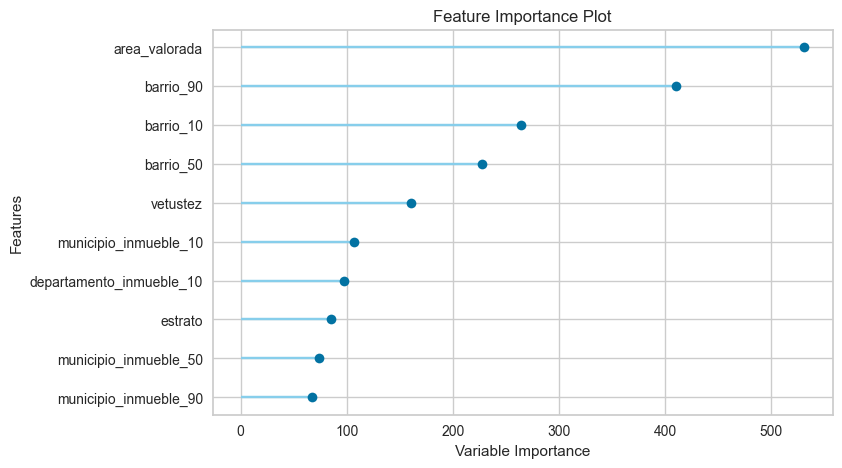 Feature Importance Plot
Features
area_valorada
barrio_90
barrio_10
barrio_50
vetustez
municipio_inmueble_10
departamento_inmueble_10
estrato
municipio_inmueble_50
municipio_inmueble_90
0 100 200 300 400 500
Variable Importance